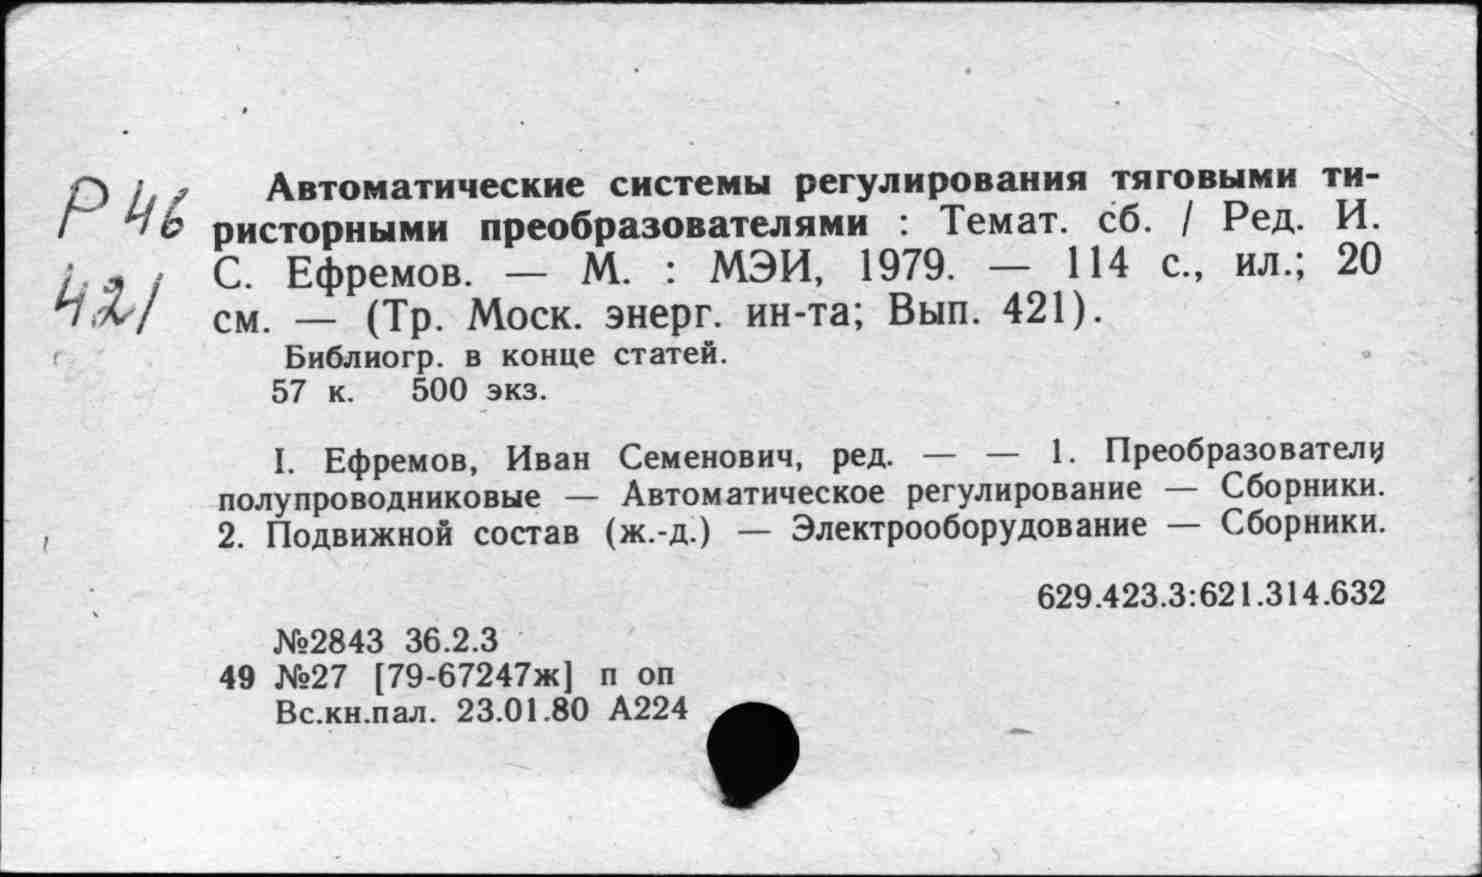 Р 46
421
Автоматические системы регулирования тяговыми ти-
ристорными преобразователями : Темат. сб. / Ред. И.
С. Ефремов. — М. : МЭИ, 1979. — 114 с., ил.; 20
см. — (Тр. Моск. энерг. ин-та; Вып. 421).
Библиогр. в конце статей.
57 к. 500 экз.
I. Ефремов, Иван Семенович, ред. — — 1. Преобразователи
полупроводниковые — Автоматическое регулирование — Сборники.
2. Подвижной состав (ж.-д.) — Электрооборудование — Сборники.
629.423.3:621.314.632
№2843 36.2.3
49 №27 [79-67247ж] п оп
Вс.кн.пал. 23.01.80 А224